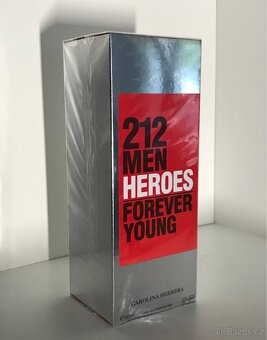 212
MEN
HEROES
FOREVER
YOUNG
CAROLINA HERRERA